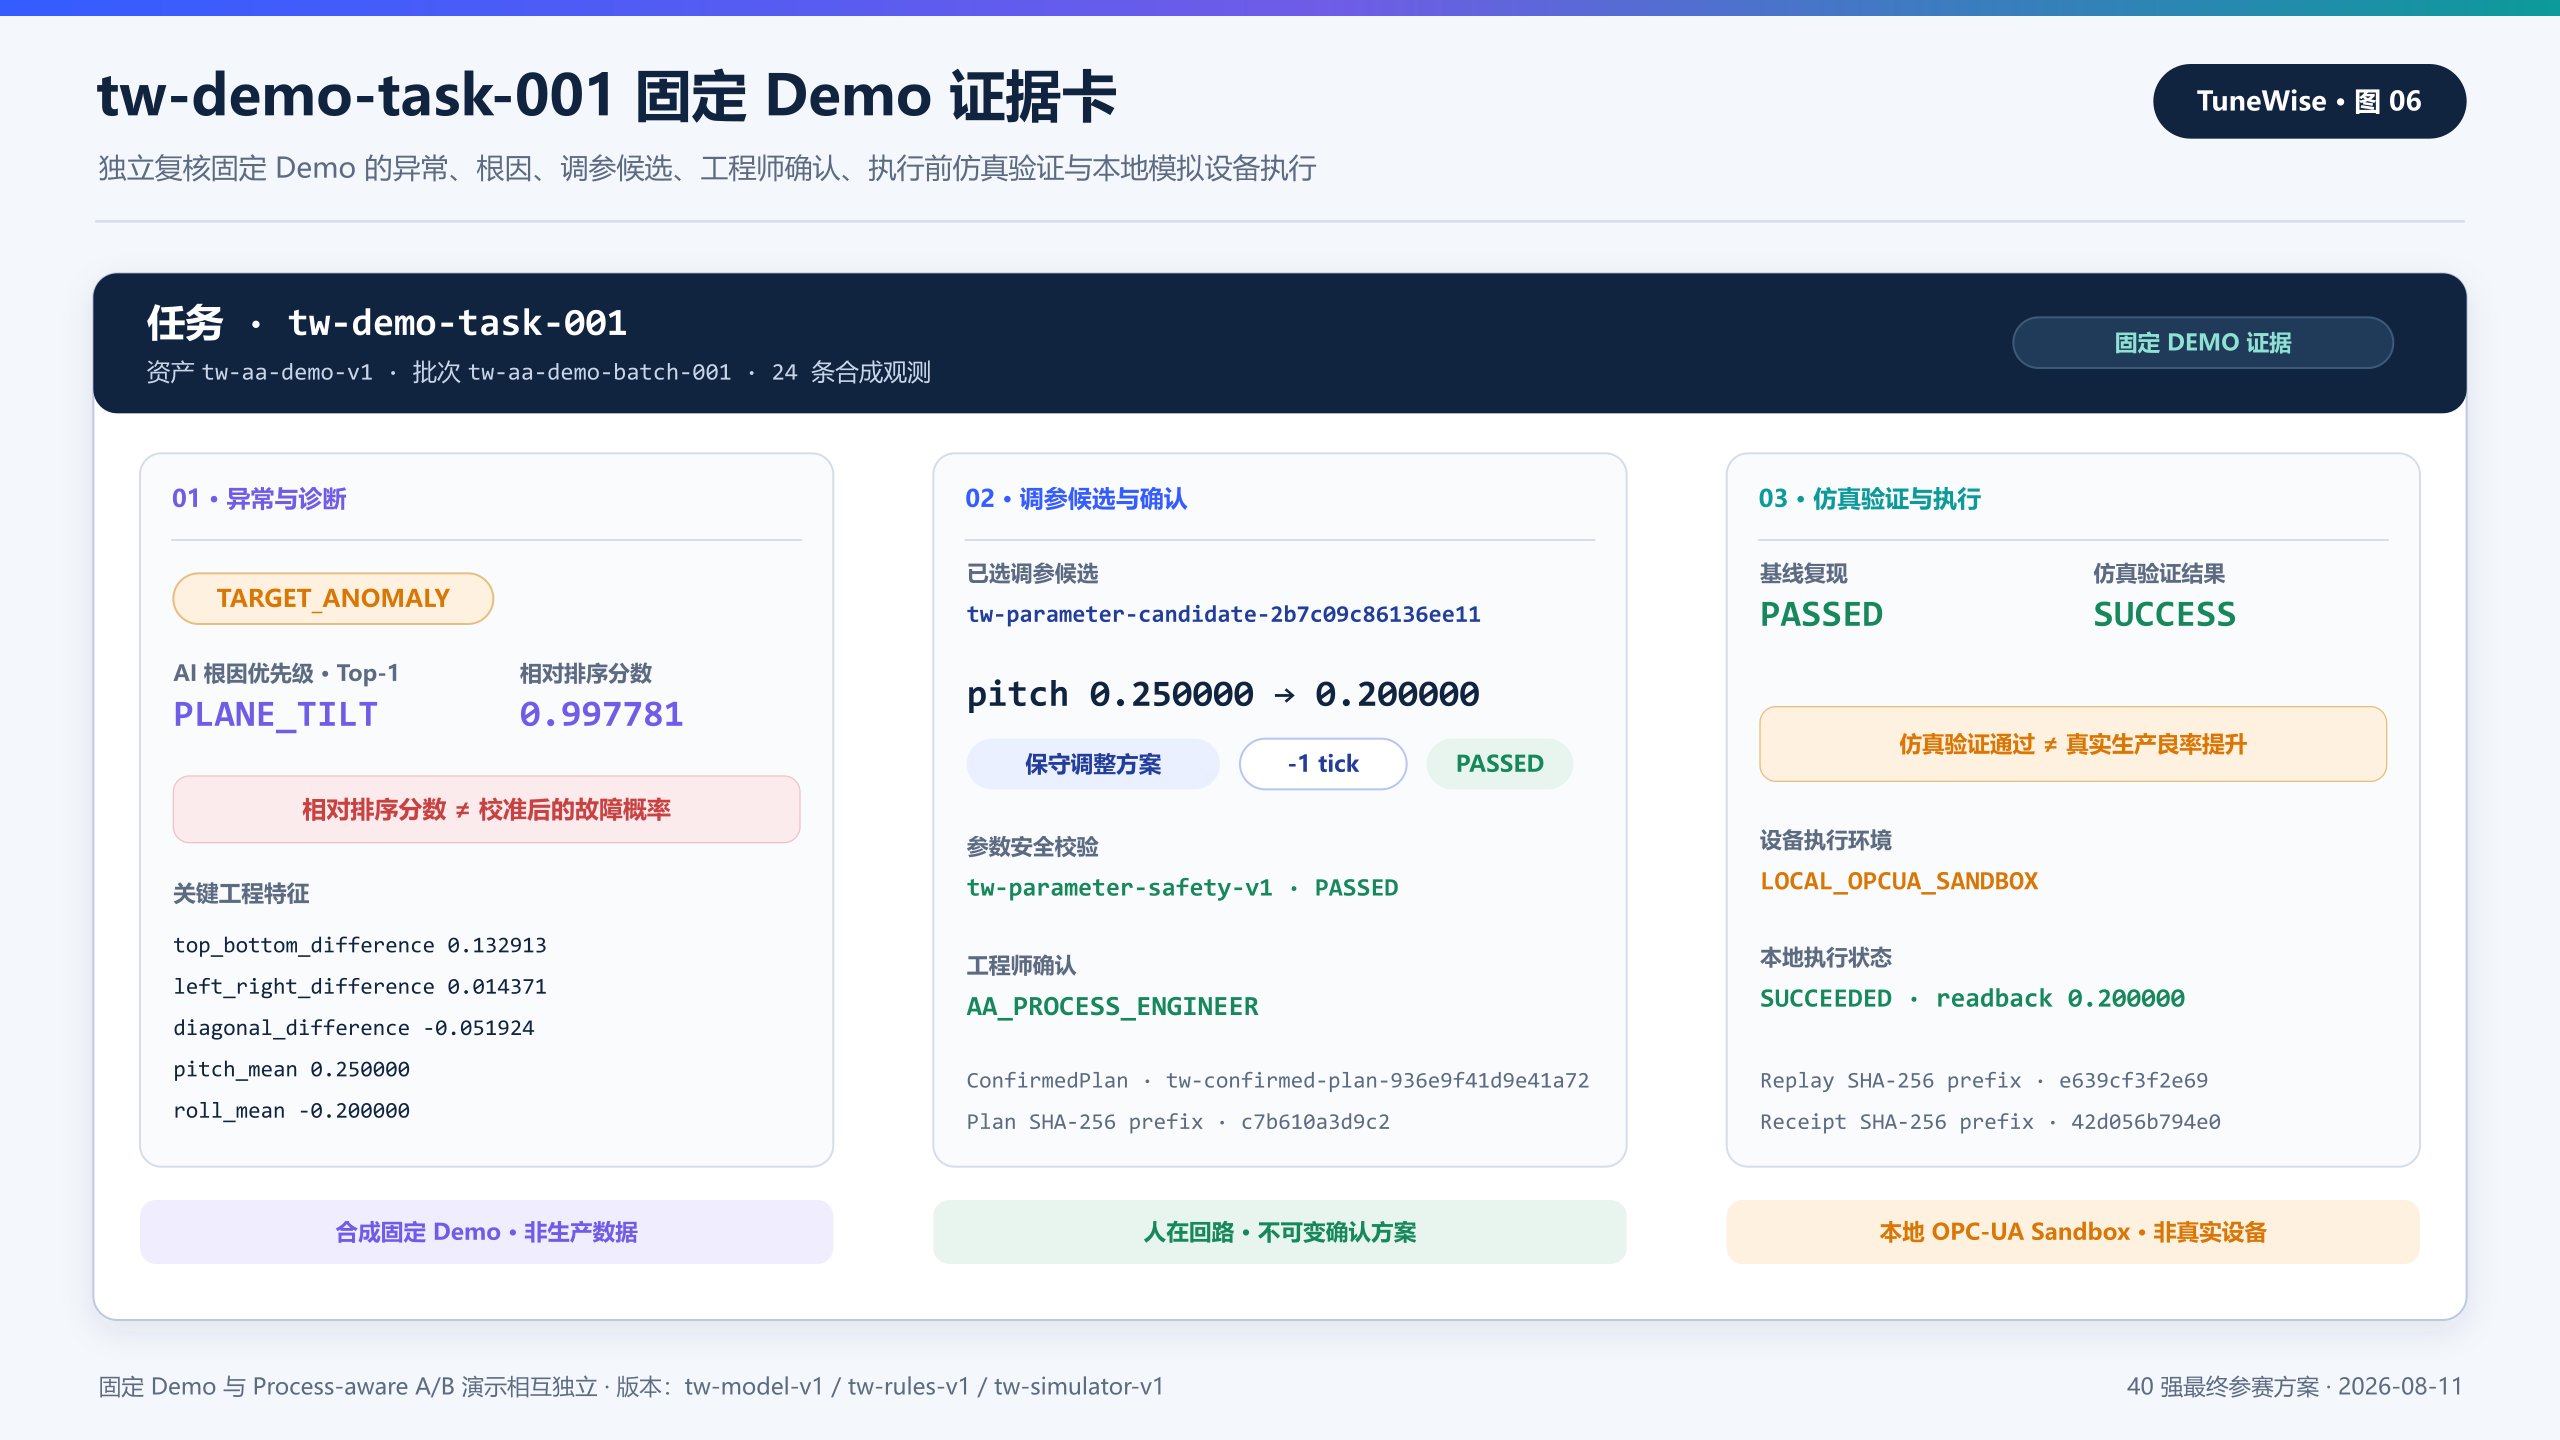 tw-demo-task-001 固定 Demo 证据卡
TuneWise • 图 06
独立复核固定 Demo 的异常、根因、调参候选、工程师确认、执行前仿真验证与本地模拟设备执行
任务 · tw-demo-task-001
资产 tw-aa-demo-v1 · 批次 tw-aa-demo-batch-001 · 24 条合成观测
固定 DEMO 证据
01 • 异常与诊断
TARGET_ANOMALY
AI 根因优先级 • Top-1
PLANE_TILT
相对排序分数
0.997781
相对排序分数 ≠ 校准后的故障概率
关键工程特征
top_bottom_difference 0.132913
left_right_difference 0.014371
diagonal_difference -0.051924
pitch_mean 0.250000
roll_mean -0.200000
合成固定 Demo • 非生产数据
02 • 调参候选与确认
已选调参候选
tw-parameter-candidate-2b7c09c86136ee11
pitch 0.250000 → 0.200000
保守调整方案
-1 tick
PASSED
参数安全校验
tw-parameter-safety-v1 · PASSED
工程师确认
AA_PROCESS_ENGINEER
ConfirmedPlan · tw-confirmed-plan-936e9f41d9e41a72
Plan SHA-256 prefix · c7b610a3d9c2
人在回路 • 不可变确认方案
03 • 仿真验证与执行
基线复现
PASSED
仿真验证结果
SUCCESS
仿真验证通过 ≠ 真实生产良率提升
设备执行环境
LOCAL_OPCUA_SANDBOX
本地执行状态
SUCCEEDED · readback 0.200000
Replay SHA-256 prefix · e639cf3f2e69
Receipt SHA-256 prefix · 42d056b794e0
本地 OPC-UA Sandbox • 非真实设备
固定 Demo 与 Process-aware A/B 演示相互独立 · 版本：tw-model-v1 / tw-rules-v1 / tw-simulator-v1
40 强最终参赛方案 · 2026-08-11